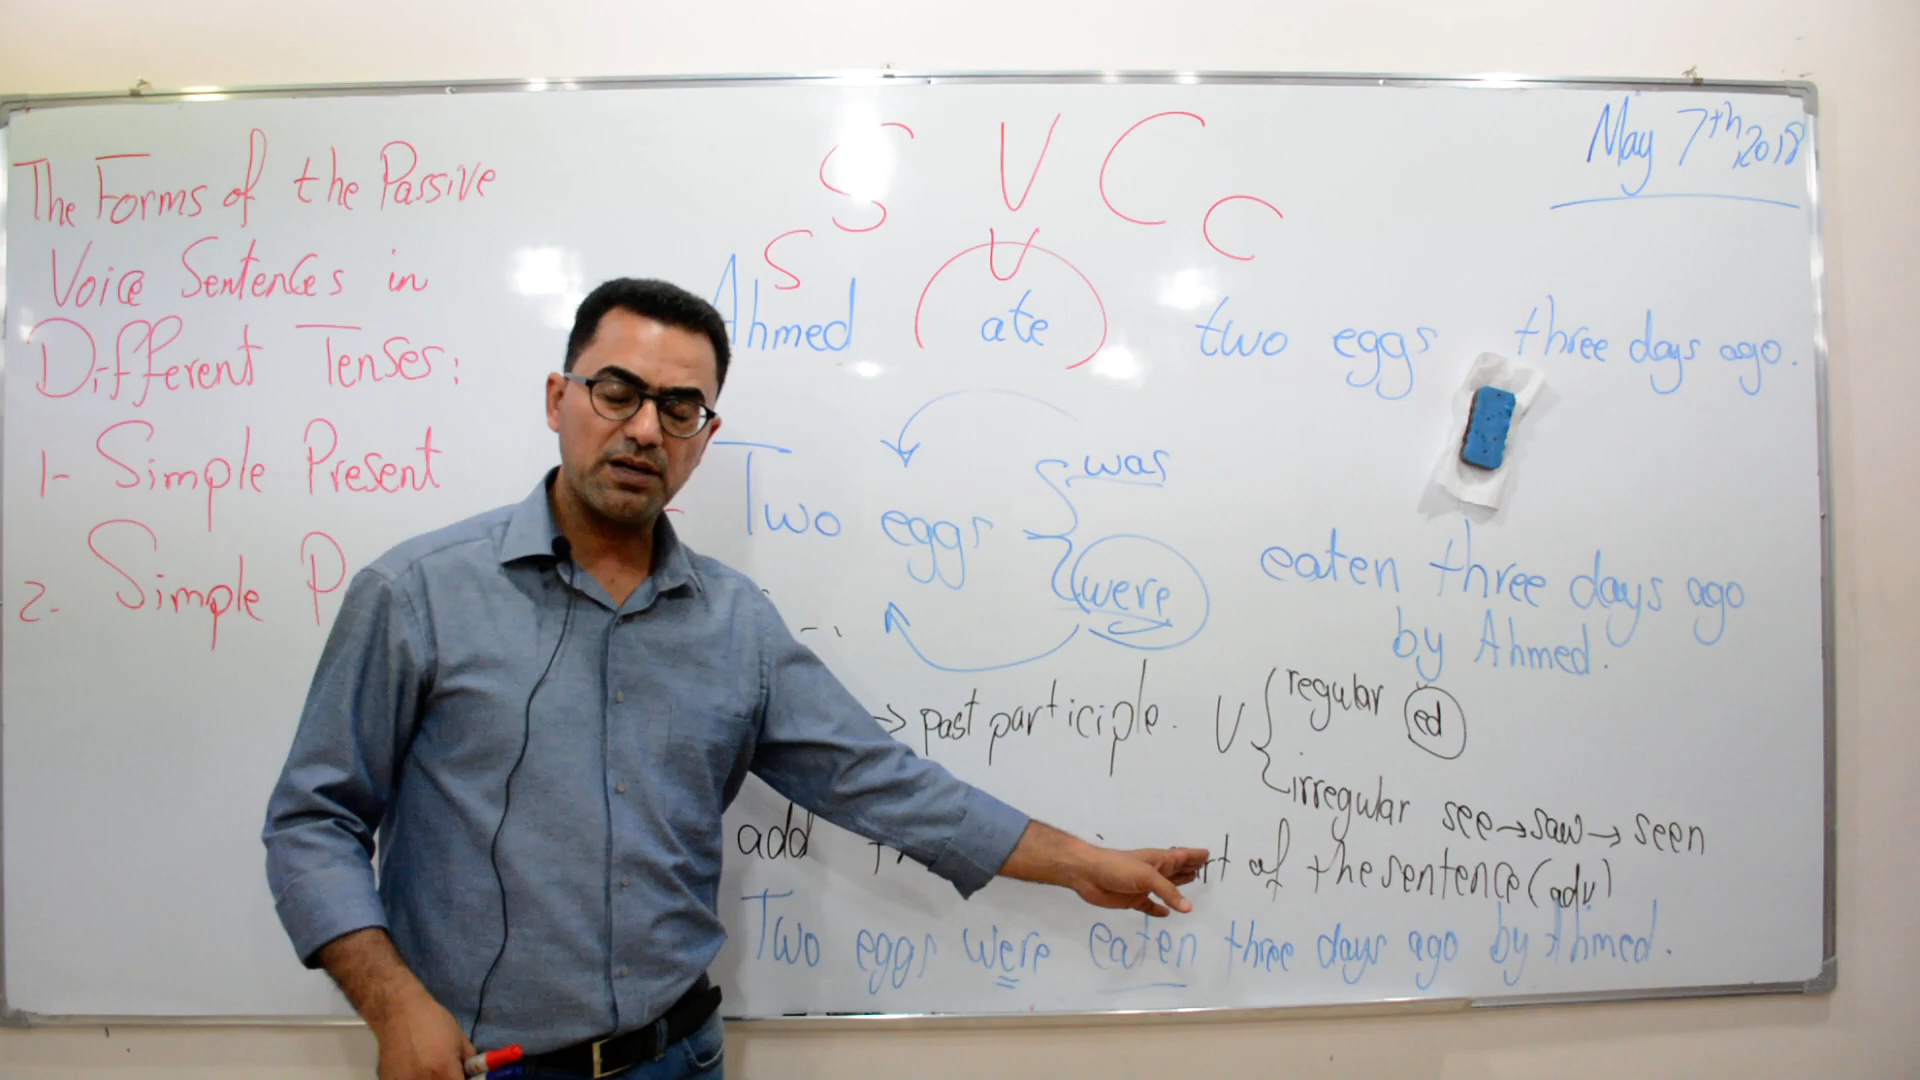 The Forms of the Passive
Voice Sentences in
Different Tenses:
1- Simple Present
2. Simple P
May 7th, 2018
S V C C
S V
Ahmed ate two eggs three days ago.
was
Two eggs
were
eaten three days ago
by Ahmed.
→ past participle. V regular ed
irregular see → saw → seen
add of the sentence (adv)
Two eggs were eaten three days ago by Ahmed.